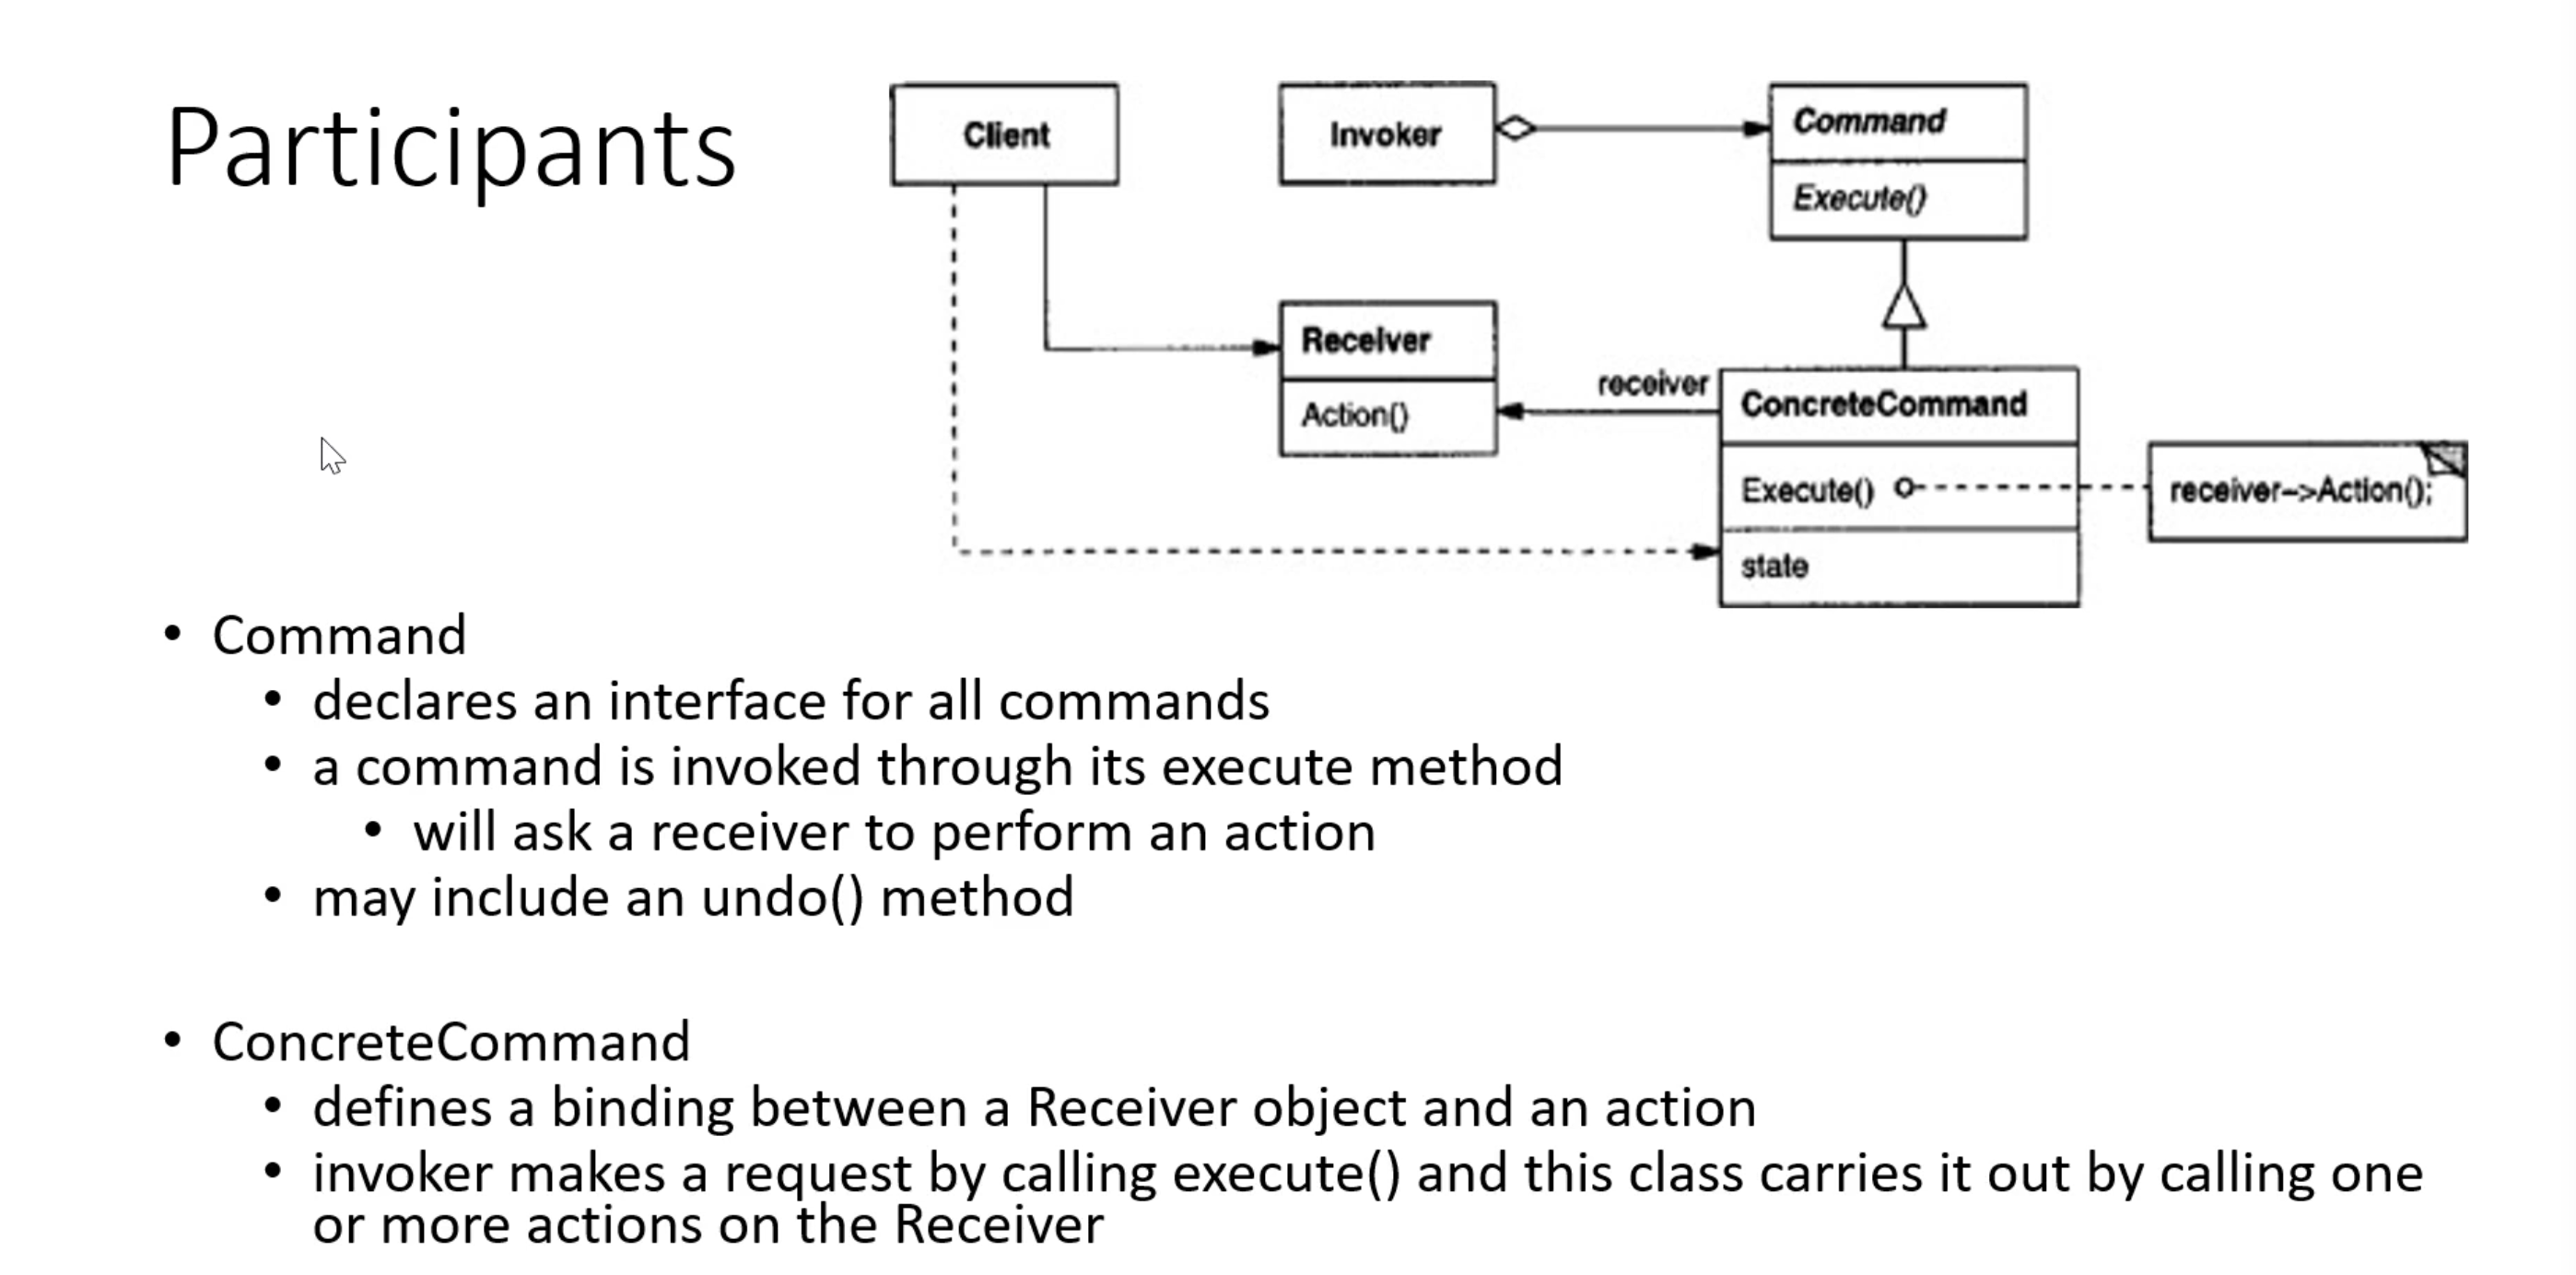 Participants
Client
Invoker
Command
Execute()
Receiver
Action()
receiver
ConcreteCommand
Execute()
state
receiver->Action();
• Command
• declares an interface for all commands
• a command is invoked through its execute method
• will ask a receiver to perform an action
• may include an undo() method
• ConcreteCommand
• defines a binding between a Receiver object and an action
• invoker makes a request by calling execute() and this class carries it out by calling one
or more actions on the Receiver